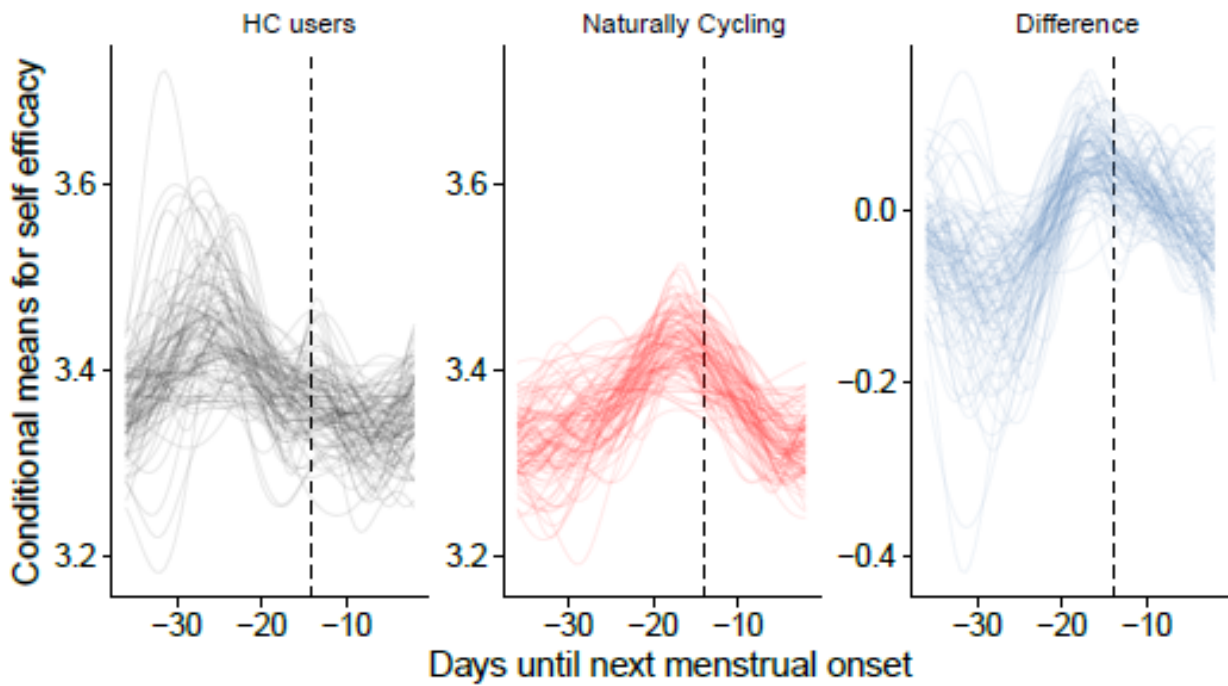 HC users
Naturally Cycling
Difference
Conditional means for self efficacy
3.6
3.4
3.2
3.6
3.4
3.2
0.0
−0.2
−0.4
−30 −20 −10
−30 −20 −10
−30 −20 −10
Days until next menstrual onset